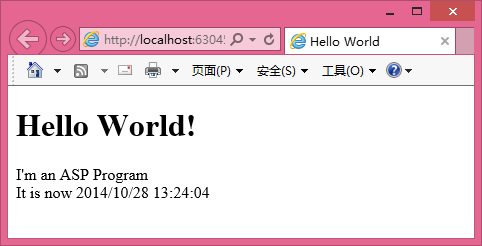 http://localhost:6304
Hello World
页面(P)
安全(S)
工具(O)
Hello World!
I'm an ASP Program
It is now 2014/10/28 13:24:04